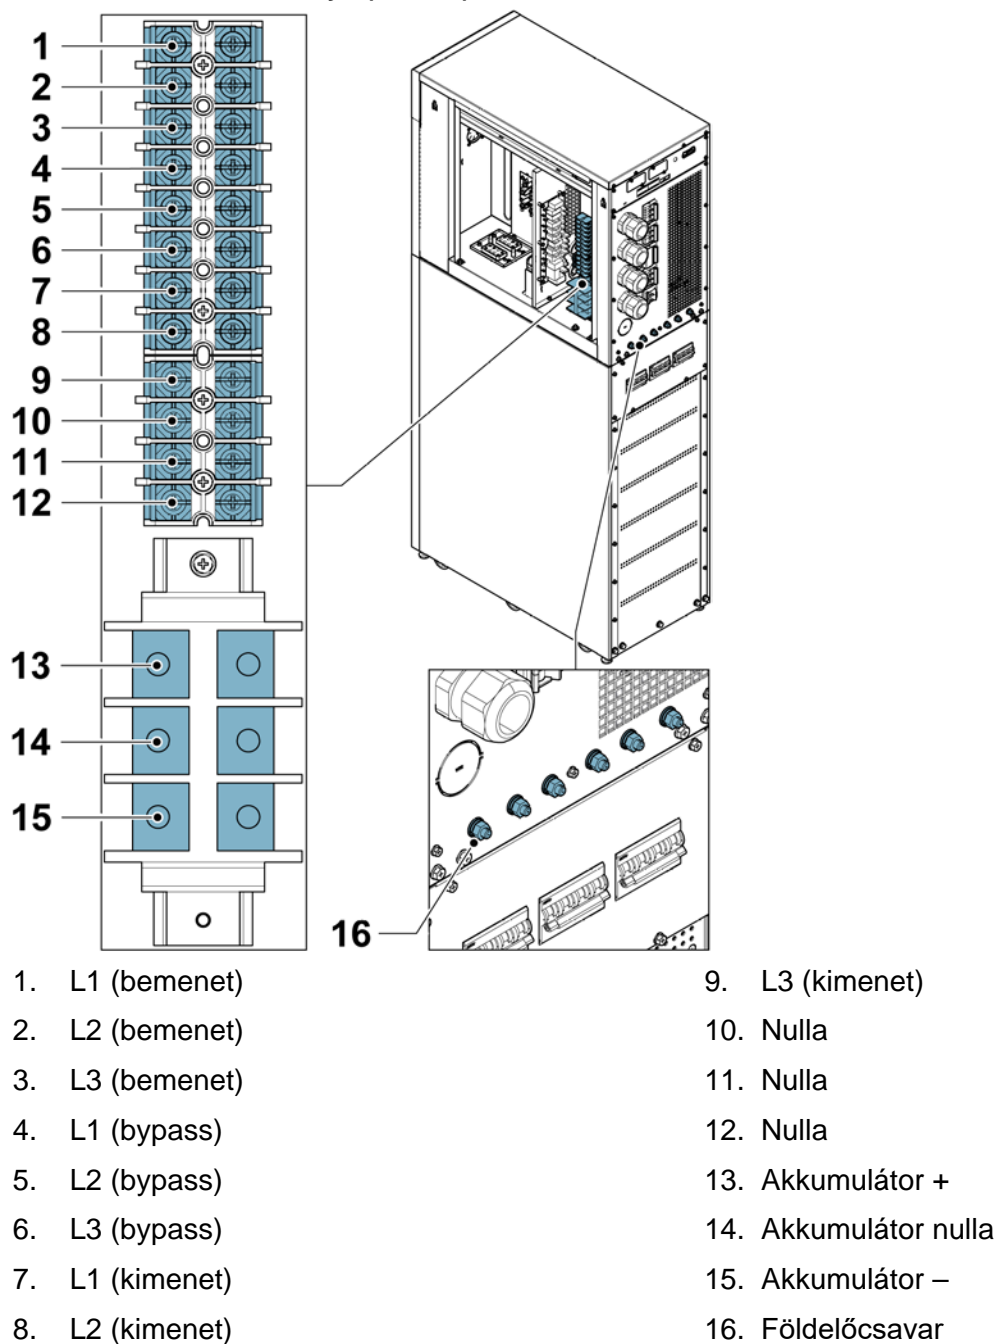 1
2
3
4
5
6
7
8
9
10
11
12
13
14
15
16
1. L1 (bemenet)
2. L2 (bemenet)
3. L3 (bemenet)
4. L1 (bypass)
5. L2 (bypass)
6. L3 (bypass)
7. L1 (kimenet)
8. L2 (kimenet)
9. L3 (kimenet)
10. Nulla
11. Nulla
12. Nulla
13. Akkumulátor +
14. Akkumulátor nulla
15. Akkumulátor –
16. Földelőcsavar